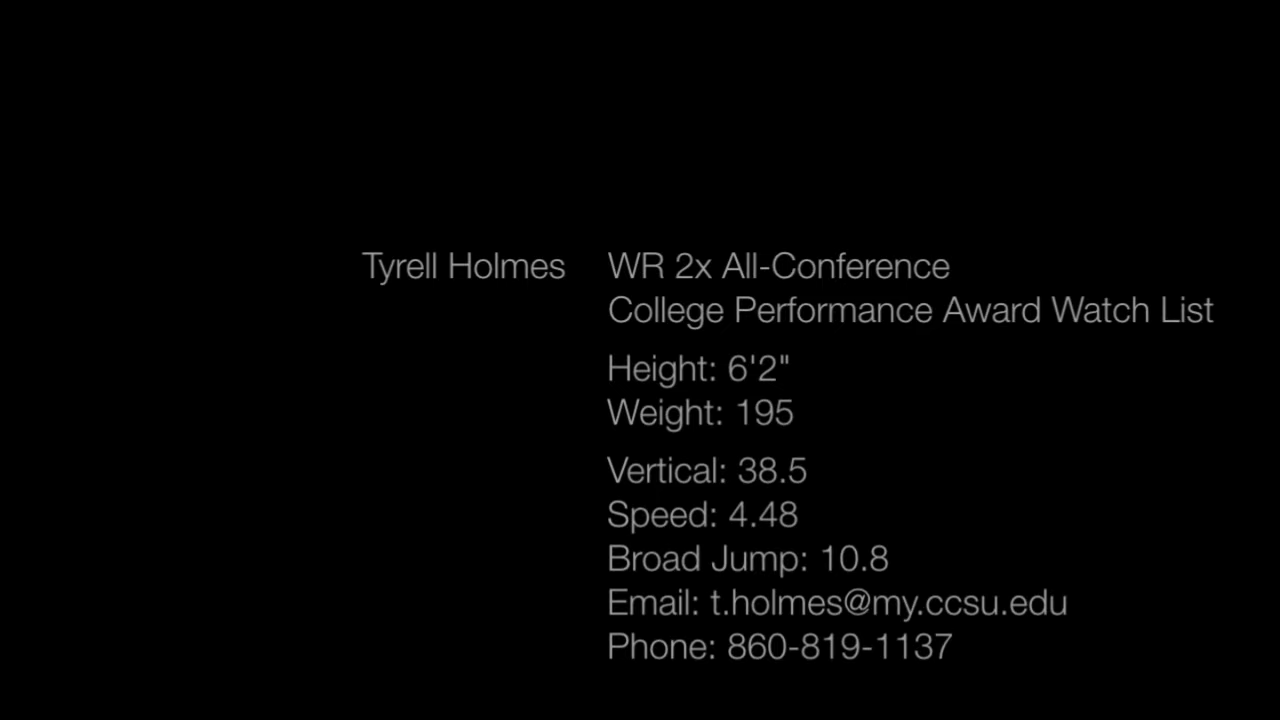 Tyrell Holmes WR 2x All-Conference
College Performance Award Watch List
Height: 6'2"
Weight: 195
Vertical: 38.5
Speed: 4.48
Broad Jump: 10.8
Email: t.holmes@my.ccsu.edu
Phone: 860-819-1137